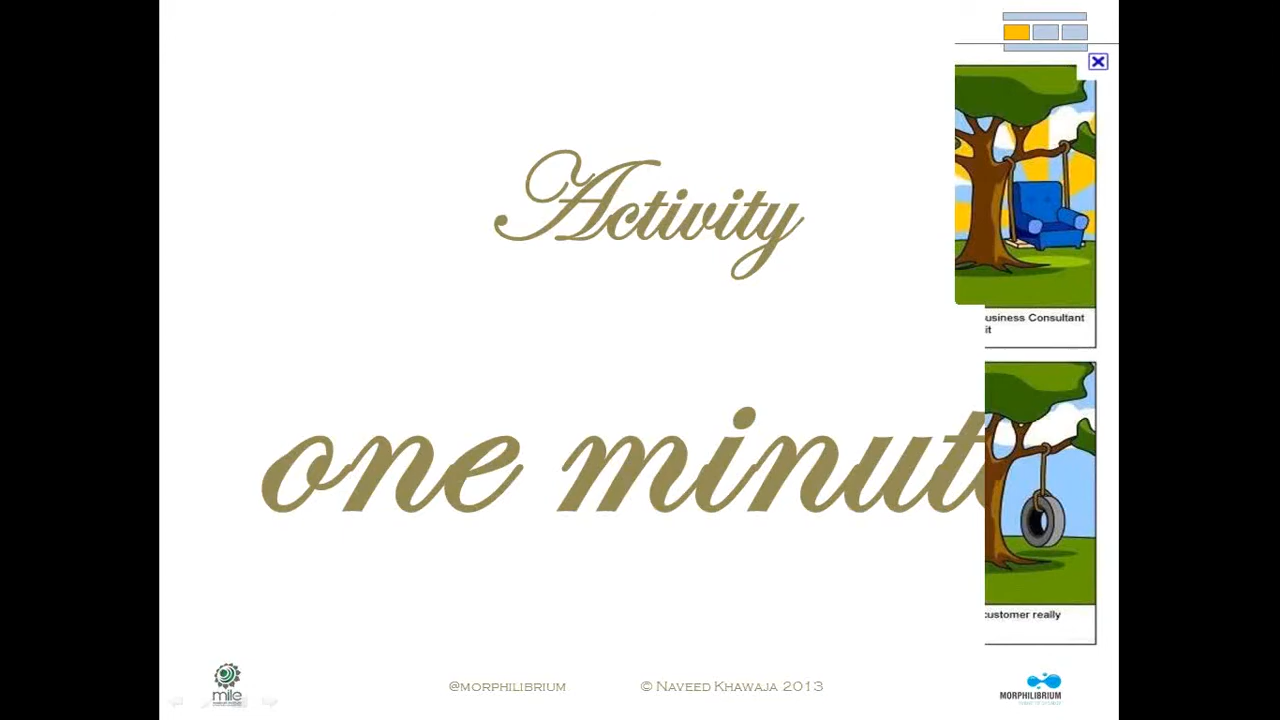 Activity
usiness Consultant
it
one minut
customer really
mile
@MORPHILIBRIUM
© NAVEED KHAWAJA 2013
MORPHILIBRIUM